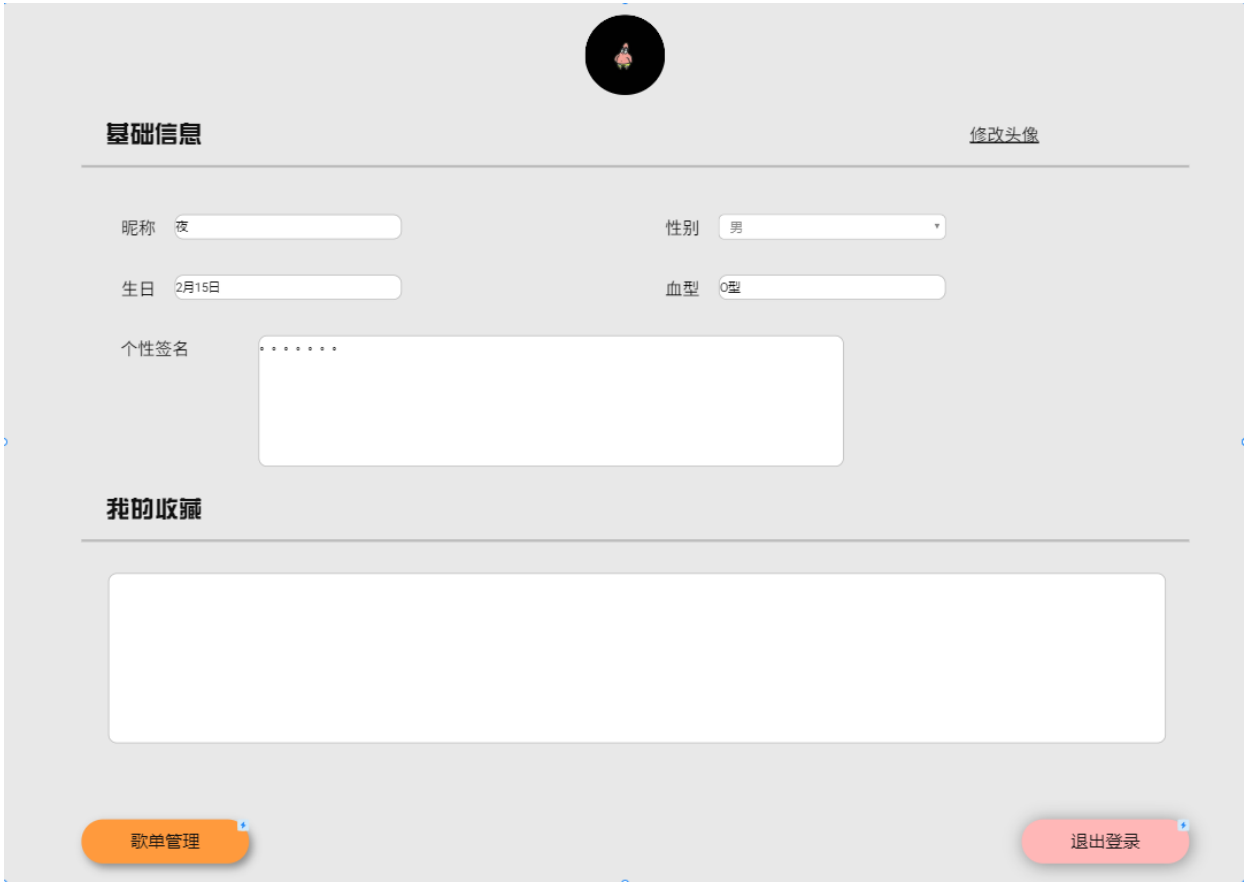 基础信息
修改头像
昵称 夜
性别 男
生日 2月15日
血型 O型
个性签名 。。。。。。。
我的收藏
歌单管理
退出登录